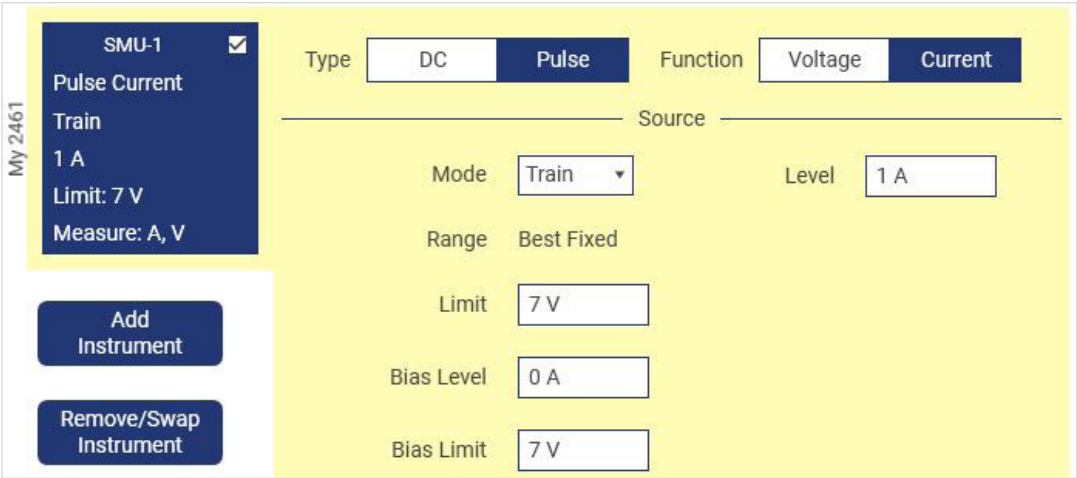 My 2461
SMU-1
Pulse Current
Train
1 A
Limit: 7 V
Measure: A, V
Add
Instrument
Remove/Swap
Instrument
Type DC Pulse Function Voltage Current
Source
Mode Train Level 1 A
Range Best Fixed
Limit 7 V
Bias Level 0 A
Bias Limit 7 V